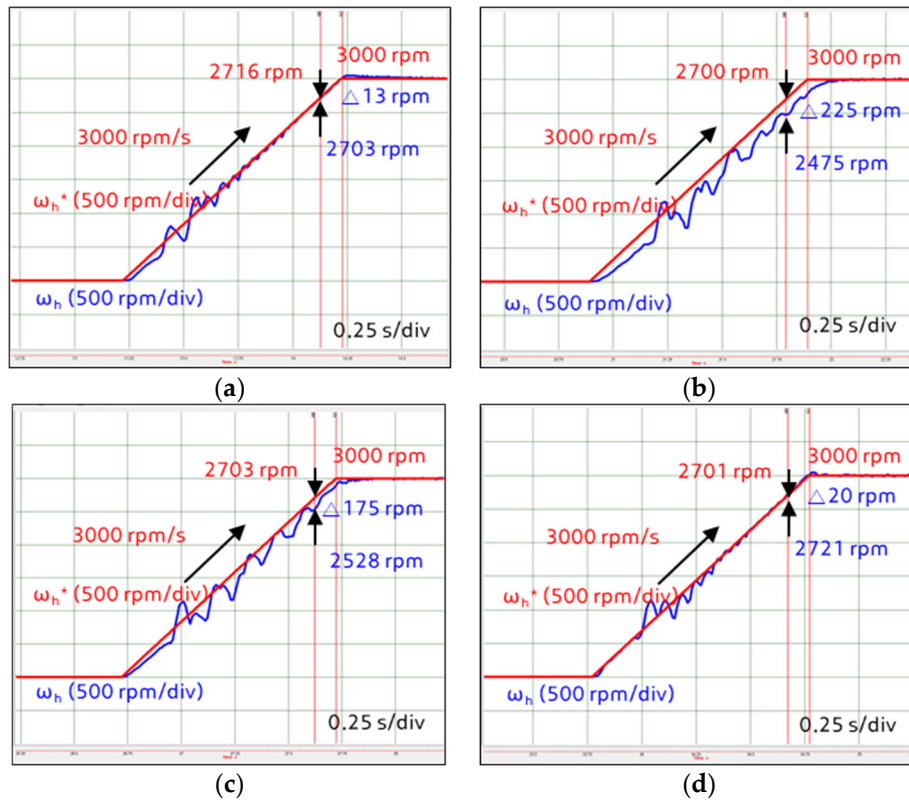 3000 rpm
2716 rpm
△ 13 rpm
3000 rpm/s
2703 rpm
ωh* (500 rpm/div)
ωh (500 rpm/div)
0.25 s/div
(a)
3000 rpm
2700 rpm
△ 225 rpm
3000 rpm/s
2475 rpm
ωh* (500 rpm/div)
ωh (500 rpm/div)
0.25 s/div
(b)
3000 rpm
2703 rpm
△ 175 rpm
3000 rpm/s
2528 rpm
ωh* (500 rpm/div)
ωh (500 rpm/div)
0.25 s/div
(c)
3000 rpm
2701 rpm
△ 20 rpm
3000 rpm/s
2721 rpm
ωh* (500 rpm/div)
ωh (500 rpm/div)
0.25 s/div
(d)